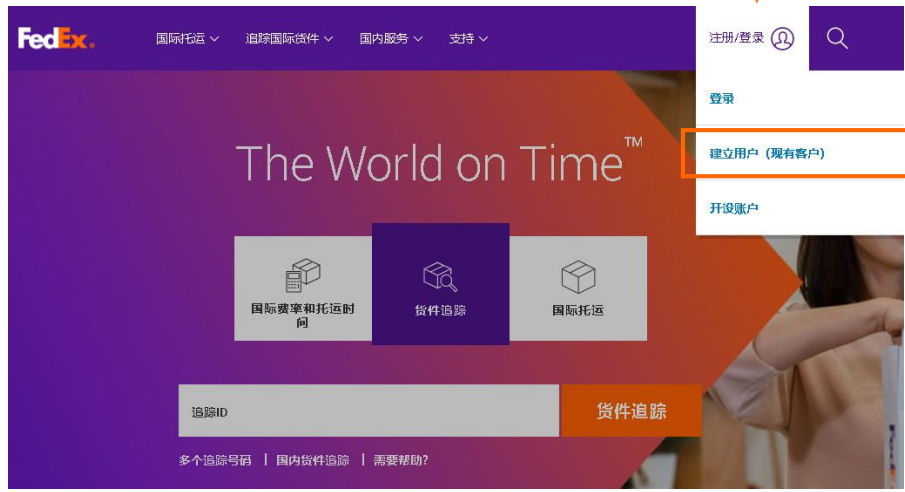 FedEx.
国际托运
追踪国际货件
国内服务
支持
注册/登录
登录
建立用户（现有客户）
开设账户
The World on Time™
国际费率和托运时
间
货件追踪
国际托运
追踪ID
货件追踪
多个追踪号码 | 国内货件追踪 | 需要帮助?